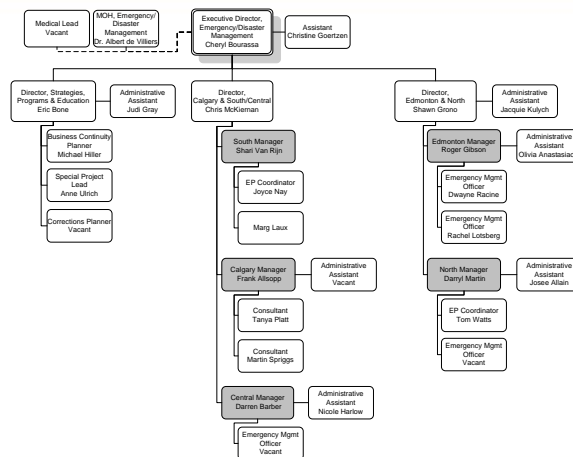 Medical Lead
Vacant
MOH, Emergency/
Disaster
Management
Dr. Albert de Villiers
Executive Director,
Emergency/Disaster
Management
Cheryl Bourassa
Assistant
Christine Goertzen
Director, Strategies,
Programs & Education
Eric Bone
Administrative
Assistant
Judi Gray
Director,
Calgary & South/Central
Chris McKiernan
Director,
Edmonton & North
Shawn Grono
Administrative
Assistant
Jacquie Kulych
Business Continuity
Planner
Michael Hiller
Special Project
Lead
Anne Ulrich
Corrections Planner
Vacant
South Manager
Shari Van Rijn
EP Coordinator
Joyce Nay
Marg Laux
Calgary Manager
Frank Allsopp
Administrative
Assistant
Vacant
Consultant
Tanya Platt
Consultant
Martin Spriggs
Central Manager
Darren Barber
Administrative
Assistant
Nicole Harlow
Emergency Mgmt
Officer
Vacant
Edmonton Manager
Roger Gibson
Administrative
Assistant
Olivia Anastasiadis
Emergency Mgmt
Officer
Dwayne Racine
Emergency Mgmt
Officer
Rachel Lotsberg
North Manager
Darryl Martin
Administrative
Assistant
Josee Allain
EP Coordinator
Tom Watts
Emergency Mgmt
Officer
Vacant